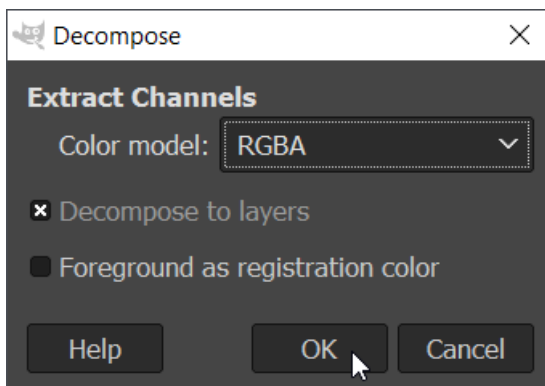 Decompose
Extract Channels
Color model: RGBA
Decompose to layers
Foreground as registration color
Help OK Cancel